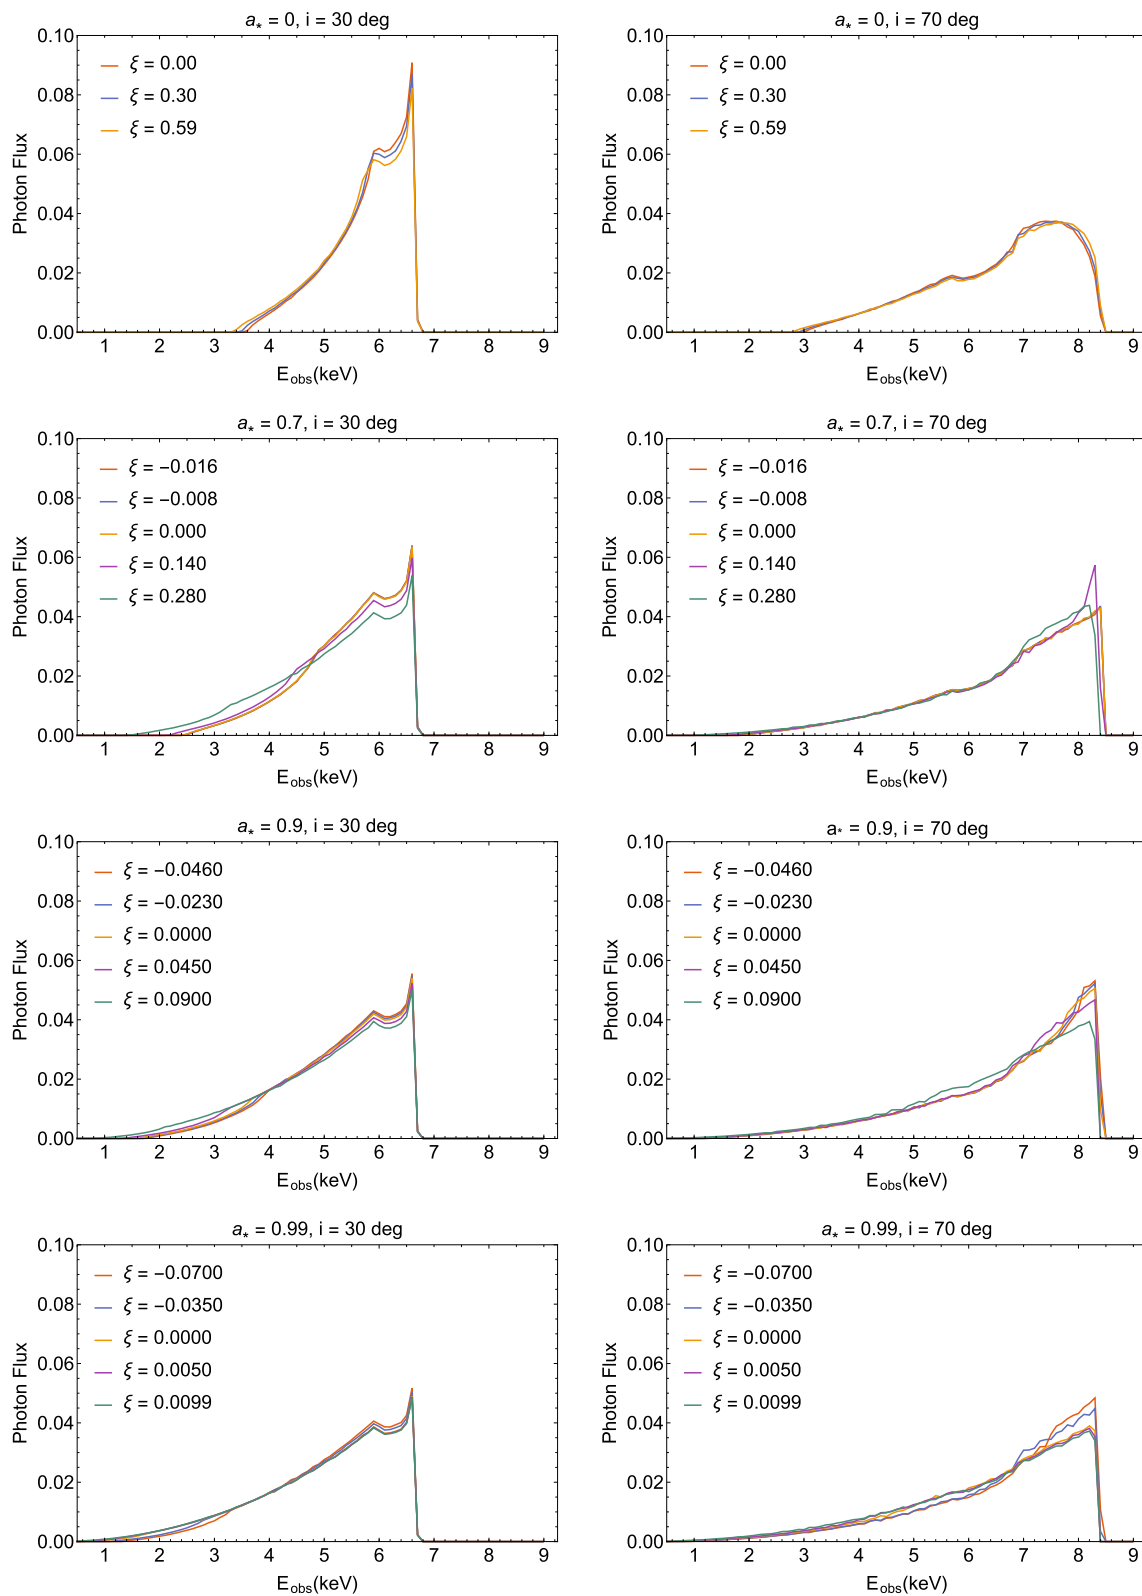 a* = 0, i = 30 deg
Photon Flux
0.10
0.08
0.06
0.04
0.02
0.00
ξ = 0.00
ξ = 0.30
ξ = 0.59
1 2 3 4 5 6 7 8 9
Eobs(keV)
a* = 0, i = 70 deg
Photon Flux
0.10
0.08
0.06
0.04
0.02
0.00
ξ = 0.00
ξ = 0.30
ξ = 0.59
1 2 3 4 5 6 7 8 9
Eobs(keV)
a* = 0.7, i = 30 deg
Photon Flux
0.10
0.08
0.06
0.04
0.02
0.00
ξ = −0.016
ξ = −0.008
ξ = 0.000
ξ = 0.140
ξ = 0.280
1 2 3 4 5 6 7 8 9
Eobs(keV)
a* = 0.7, i = 70 deg
Photon Flux
0.10
0.08
0.06
0.04
0.02
0.00
ξ = −0.016
ξ = −0.008
ξ = 0.000
ξ = 0.140
ξ = 0.280
1 2 3 4 5 6 7 8 9
Eobs(keV)
a* = 0.9, i = 30 deg
Photon Flux
0.10
0.08
0.06
0.04
0.02
0.00
ξ = −0.0460
ξ = −0.0230
ξ = 0.0000
ξ = 0.0450
ξ = 0.0900
1 2 3 4 5 6 7 8 9
Eobs(keV)
a* = 0.9, i = 70 deg
Photon Flux
0.10
0.08
0.06
0.04
0.02
0.00
ξ = −0.0460
ξ = −0.0230
ξ = 0.0000
ξ = 0.0450
ξ = 0.0900
1 2 3 4 5 6 7 8 9
Eobs(keV)
a* = 0.99, i = 30 deg
Photon Flux
0.10
0.08
0.06
0.04
0.02
0.00
ξ = −0.0700
ξ = −0.0350
ξ = 0.0000
ξ = 0.0050
ξ = 0.0099
1 2 3 4 5 6 7 8 9
Eobs(keV)
a* = 0.99, i = 70 deg
Photon Flux
0.10
0.08
0.06
0.04
0.02
0.00
ξ = −0.0700
ξ = −0.0350
ξ = 0.0000
ξ = 0.0050
ξ = 0.0099
1 2 3 4 5 6 7 8 9
Eobs(keV)